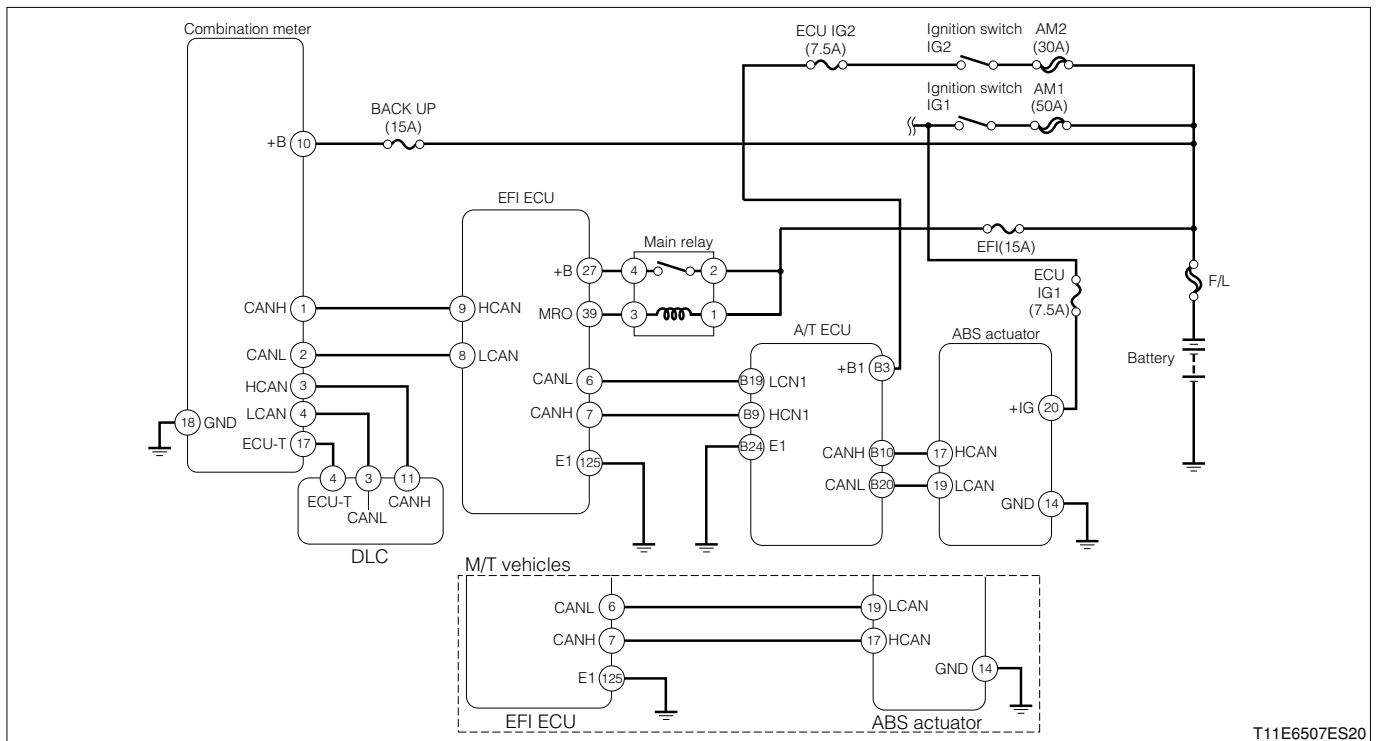 Combination meter
ECU IG2
(7.5A)
Ignition switch
IG2
AM2
(30A)
Ignition switch
IG1
AM1
(50A)
BACK UP
(15A)
+B
10
EFI ECU
Main relay
EFI(15A)
+B
27
4
2
MRO
39
3
1
ECU
IG1
(7.5A)
F/L
Battery
CANH
1
9
HCAN
CANL
2
8
LCAN
HCAN
3
LCAN
4
ECU-T
17
18
GND
4
3
11
ECU-T
CANL
CANH
DLC
CANL
6
CANH
7
E1
125
A/T ECU
+B1
B3
B19
LCN1
B9
HCN1
B24
E1
CANH
B10
CANL
B20
ABS actuator
+IG
20
17
HCAN
19
LCAN
GND
14
M/T vehicles
CANL
6
19
LCAN
CANH
7
17
HCAN
E1
125
GND
14
EFI ECU
ABS actuator
T11E6507ES20